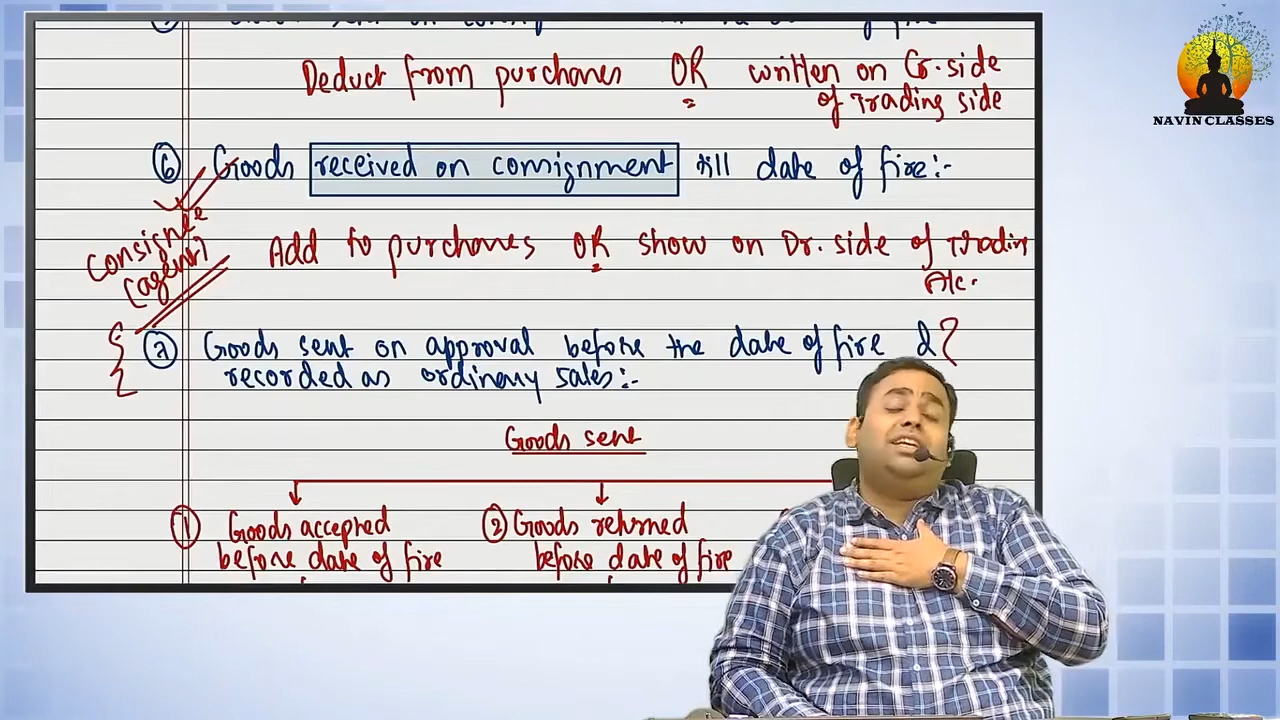 Deduct from purchases OR written on Cr. side
of Trading side
⑥ Goods received on consignment till date of fire:-
Consignee
(agent)
Add to purchases OR show on Dr. side of Trading
A/c.
⑦ Goods sent on approval before the date of fire &
recorded as ordinary sales:-
Goods sent
① Goods accepted
before date of fire
② Goods returned
before date of fire
NAVIN CLASSES